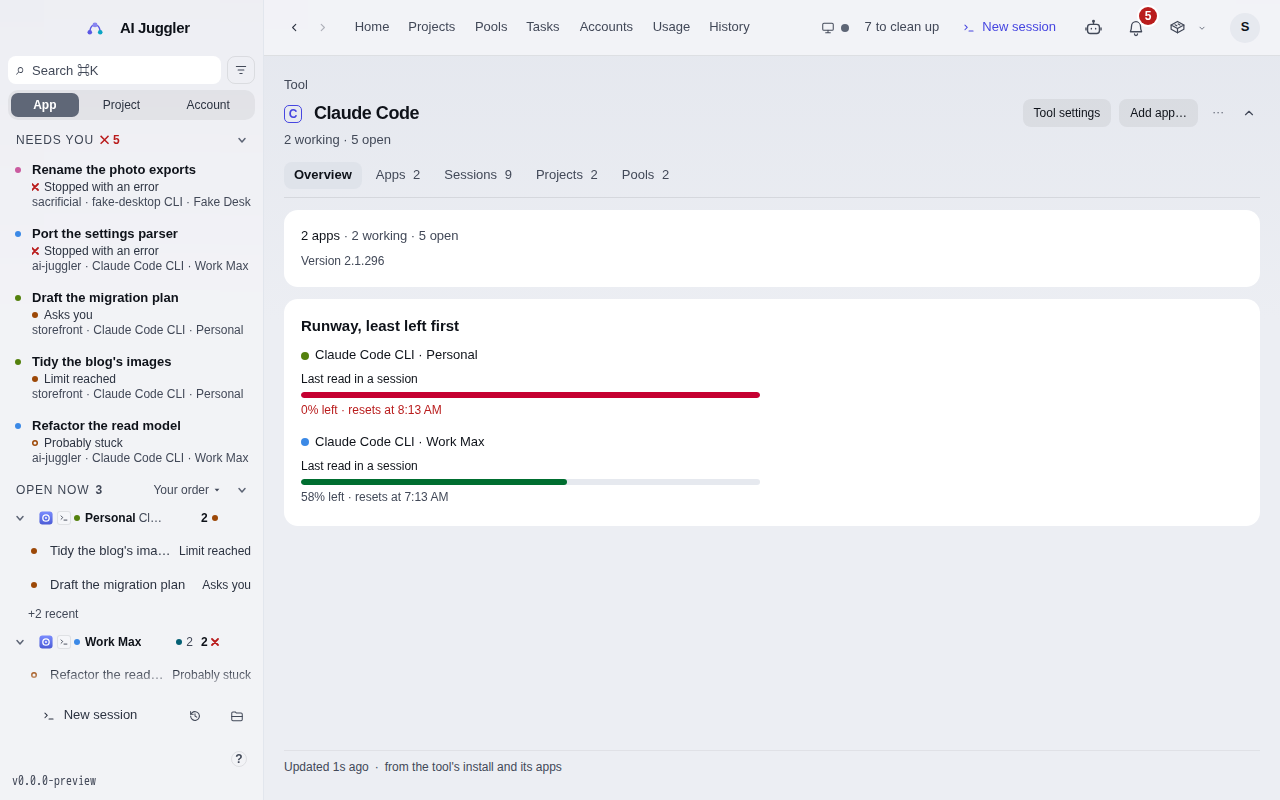 AI Juggler
Search ⌘K
App Project Account
NEEDS YOU 5
Rename the photo exports
Stopped with an error
sacrificial · fake-desktop CLI · Fake Desk
Port the settings parser
Stopped with an error
ai-juggler · Claude Code CLI · Work Max
Draft the migration plan
Asks you
storefront · Claude Code CLI · Personal
Tidy the blog's images
Limit reached
storefront · Claude Code CLI · Personal
Refactor the read model
Probably stuck
ai-juggler · Claude Code CLI · Work Max
OPEN NOW 3 Your order
Personal Cl… 2
Tidy the blog's ima… Limit reached
Draft the migration plan Asks you
+2 recent
Work Max 2 2
Refactor the read… Probably stuck
New session
?
v0.0.0-preview
Home Projects Pools Tasks Accounts Usage History 7 to clean up New session 5 S
Tool
C Claude Code Tool settings Add app… ···
2 working · 5 open
Overview Apps 2 Sessions 9 Projects 2 Pools 2
2 apps · 2 working · 5 open
Version 2.1.296
Runway, least left first
Claude Code CLI · Personal
Last read in a session
0% left · resets at 8:13 AM
Claude Code CLI · Work Max
Last read in a session
58% left · resets at 7:13 AM
Updated 1s ago · from the tool's install and its apps